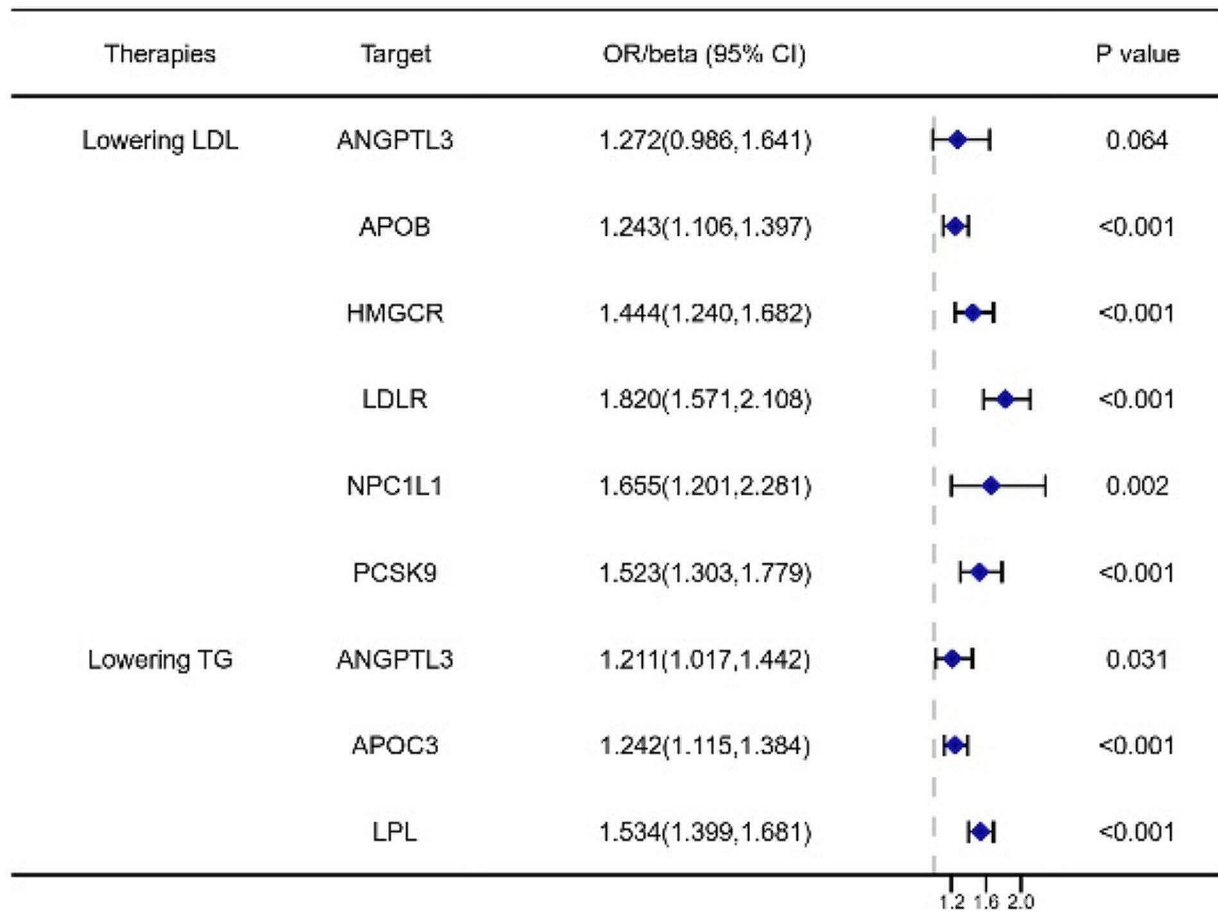 Therapies Target OR/beta (95% CI) P value
Lowering LDL ANGPTL3 1.272(0.986,1.641) 0.064
APOB 1.243(1.106,1.397) <0.001
HMGCR 1.444(1.240,1.682) <0.001
LDLR 1.820(1.571,2.108) <0.001
NPC1L1 1.655(1.201,2.281) 0.002
PCSK9 1.523(1.303,1.779) <0.001
Lowering TG ANGPTL3 1.211(1.017,1.442) 0.031
APOC3 1.242(1.115,1.384) <0.001
LPL 1.534(1.399,1.681) <0.001
1.2 1.6 2.0